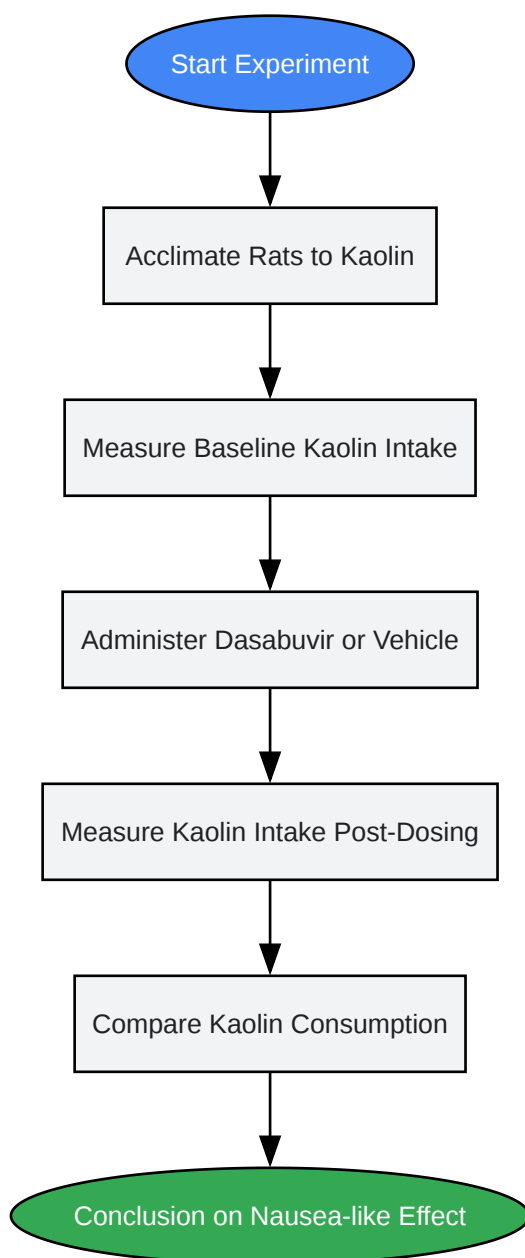 Start Experiment
Acclimate Rats to Kaolin
Measure Baseline Kaolin Intake
Administer Dasabuvir or Vehicle
Measure Kaolin Intake Post-Dosing
Compare Kaolin Consumption
Conclusion on Nausea-like Effect